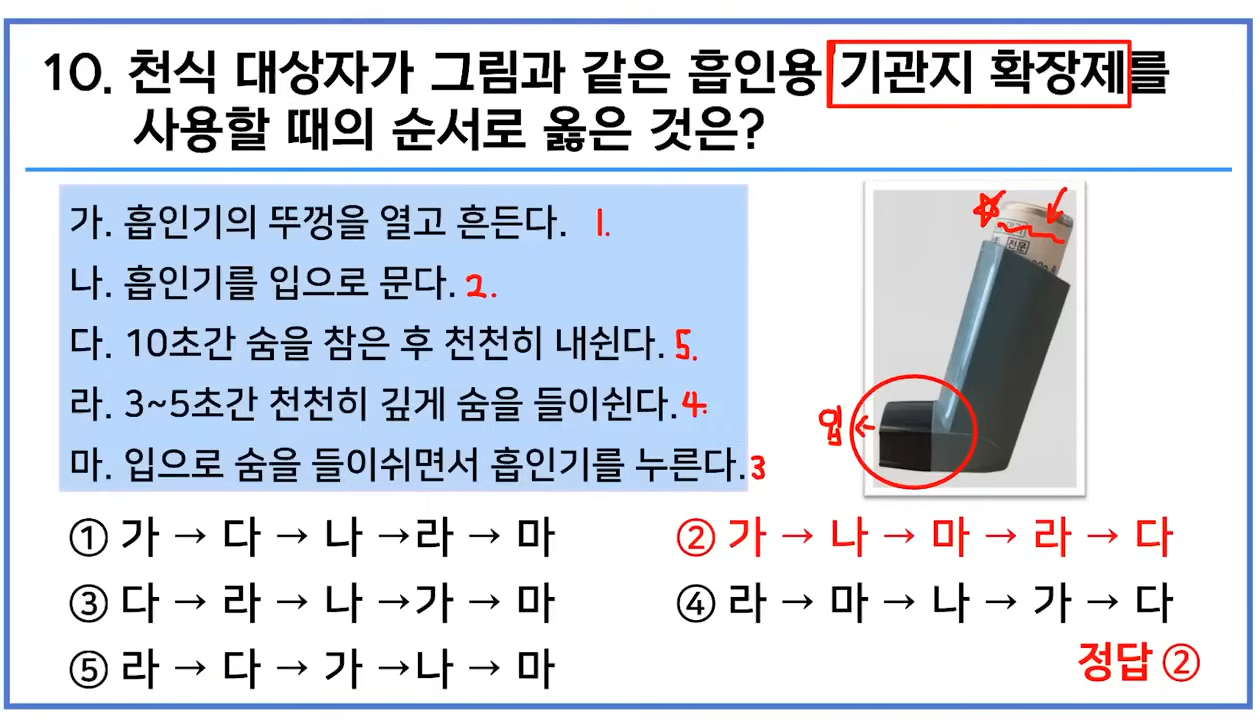 10. 천식 대상자가 그림과 같은 흡인용 기관지 확장제를
사용할 때의 순서로 옳은 것은?
가. 흡인기의 뚜껑을 열고 흔든다. 1.
나. 흡인기를 입으로 문다. 2.
다. 10초간 숨을 참은 후 천천히 내쉰다. 5.
라. 3~5초간 천천히 깊게 숨을 들이쉰다. 4.
마. 입으로 숨을 들이쉬면서 흡인기를 누른다. 3
전문
입
① 가 → 다 → 나 →라 → 마
② 가 → 나 → 마 → 라 → 다
③ 다 → 라 → 나 →가 → 마
④ 라 → 마 → 나 → 가 → 다
⑤ 라 → 다 → 가 →나 → 마
정답 ②